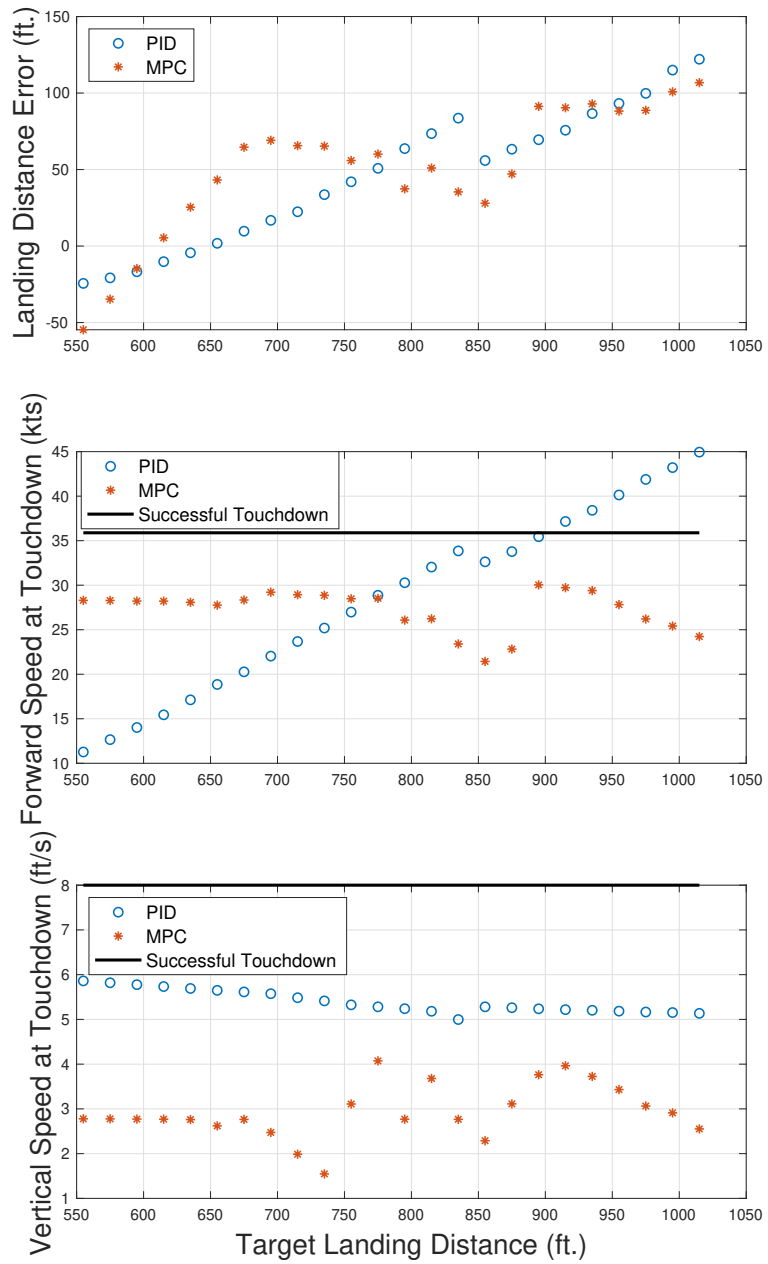 Landing Distance Error (ft.)
150
100
50
0
-50
PID
MPC
550 600 650 700 750 800 850 900 950 1000 1050
Forward Speed at Touchdown (kts)
45
40
35
30
25
20
15
10
PID
MPC
Successful Touchdown
550 600 650 700 750 800 850 900 950 1000 1050
Vertical Speed at Touchdown (ft/s)
8
7
6
5
4
3
2
1
PID
MPC
Successful Touchdown
550 600 650 700 750 800 850 900 950 1000 1050
Target Landing Distance (ft.)